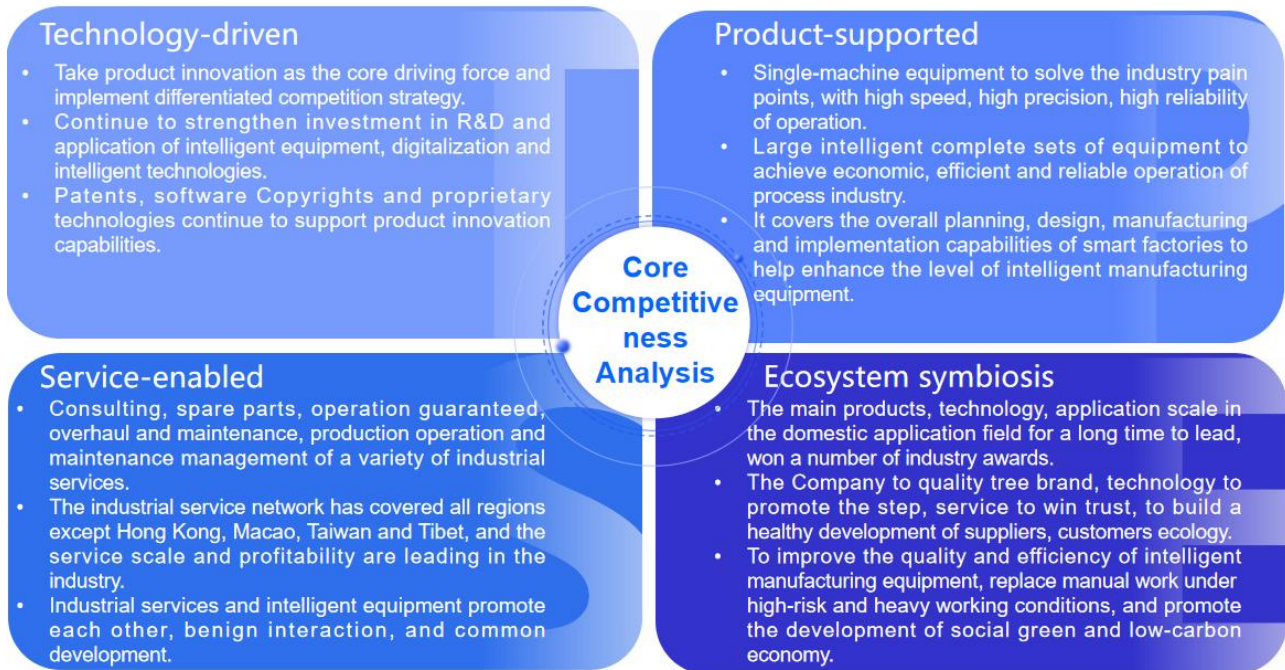 Technology-driven
• Take product innovation as the core driving force and
implement differentiated competition strategy.
• Continue to strengthen investment in R&D and
application of intelligent equipment, digitalization and
intelligent technologies.
• Patents, software Copyrights and proprietary
technologies continue to support product innovation
capabilities.
T
Product-supported
• Single-machine equipment to solve the industry pain
points, with high speed, high precision, high reliability
of operation.
• Large intelligent complete sets of equipment to
achieve economic, efficient and reliable operation of
process industry.
• It covers the overall planning, design, manufacturing
and implementation capabilities of smart factories to
help enhance the level of intelligent manufacturing
equipment.
P
Core
Competitive
ness
Analysis
Service-enabled
• Consulting, spare parts, operation guaranteed,
overhaul and maintenance, production operation and
maintenance management of a variety of industrial
services.
• The industrial service network has covered all regions
except Hong Kong, Macao, Taiwan and Tibet, and the
service scale and profitability are leading in the
industry.
• Industrial services and intelligent equipment promote
each other, benign interaction, and common
development.
S
Ecosystem symbiosis
• The main products, technology, application scale in
the domestic application field for a long time to lead,
won a number of industry awards.
• The Company to quality tree brand, technology to
promote the step, service to win trust, to build a
healthy development of suppliers, customers ecology.
• To improve the quality and efficiency of intelligent
manufacturing equipment, replace manual work under
high-risk and heavy working conditions, and promote
the development of social green and low-carbon
economy.
E